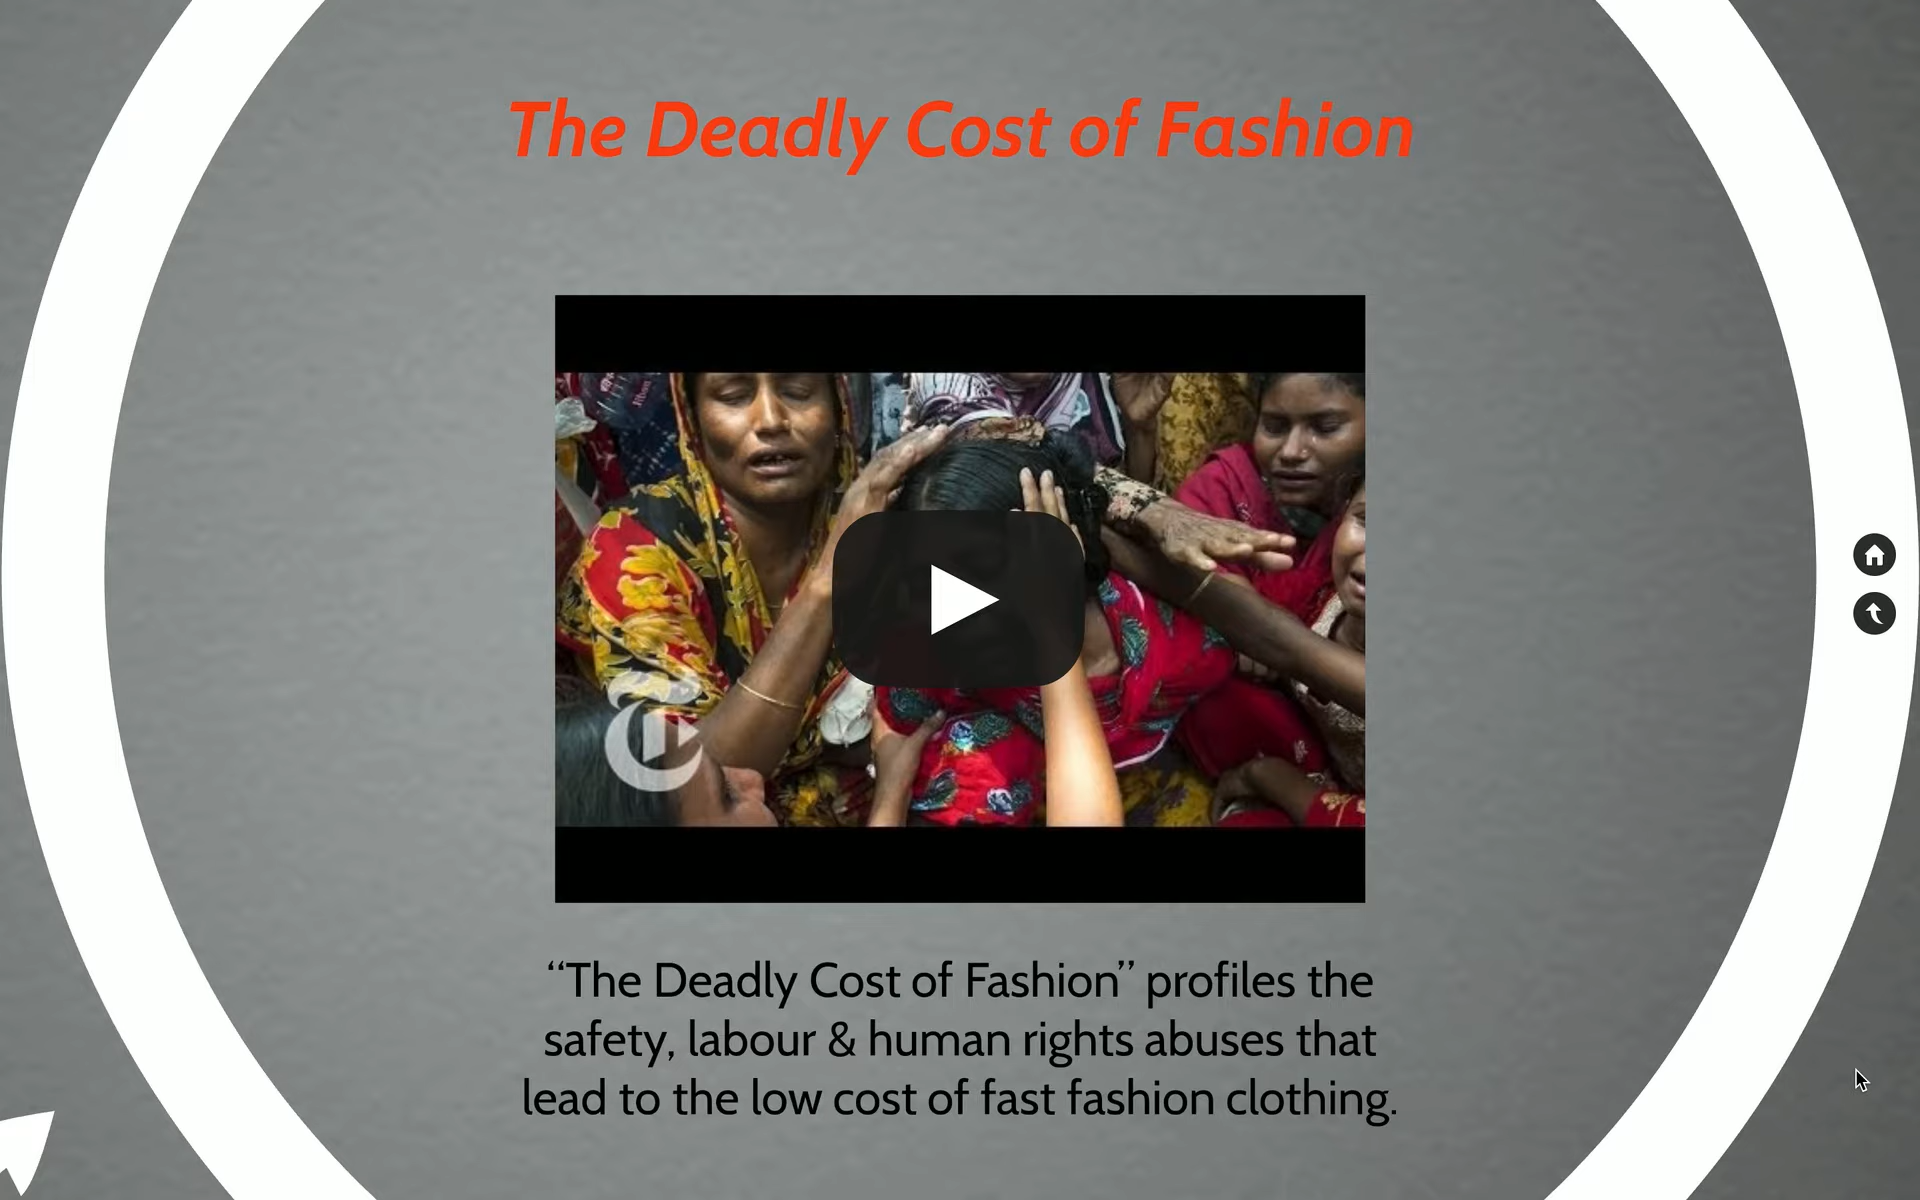 The Deadly Cost of Fashion
“The Deadly Cost of Fashion” profiles the
safety, labour & human rights abuses that
lead to the low cost of fast fashion clothing.